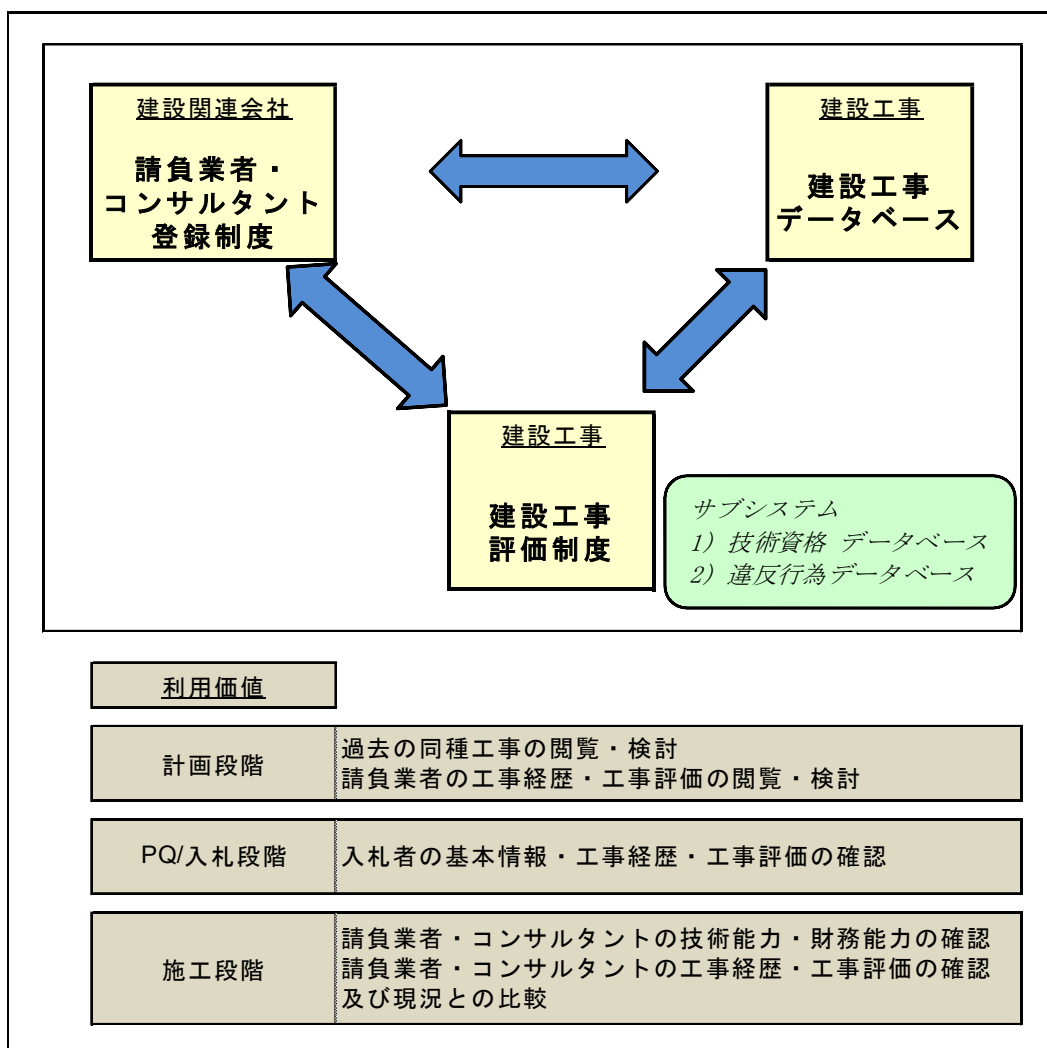 建設関連会社
請負業者・
コンサルタント
登録制度
建設工事
建設工事
データベース
建設工事
建設工事
評価制度
サブシステム
1) 技術資格 データベース
2) 違反行為データベース
利用価値
計画段階
過去の同種工事の閲覧・検討
請負業者の工事経歴・工事評価の閲覧・検討
PQ/入札段階
入札者の基本情報・工事経歴・工事評価の確認
施工段階
請負業者・コンサルタントの技術能力・財務能力の確認
請負業者・コンサルタントの工事経歴・工事評価の確認
及び現況との比較